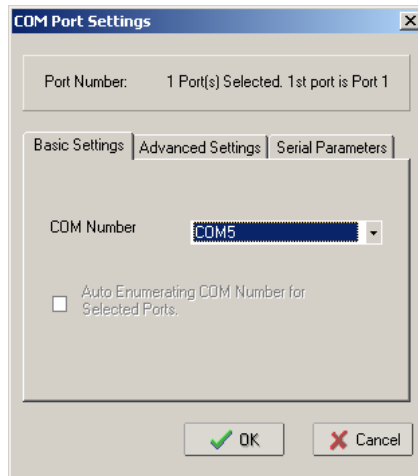 COM Port Settings
Port Number: 1 Port(s) Selected. 1st port is Port 1
Basic Settings Advanced Settings Serial Parameters
COM Number COM5
Auto Enumerating COM Number for
Selected Ports.
OK Cancel